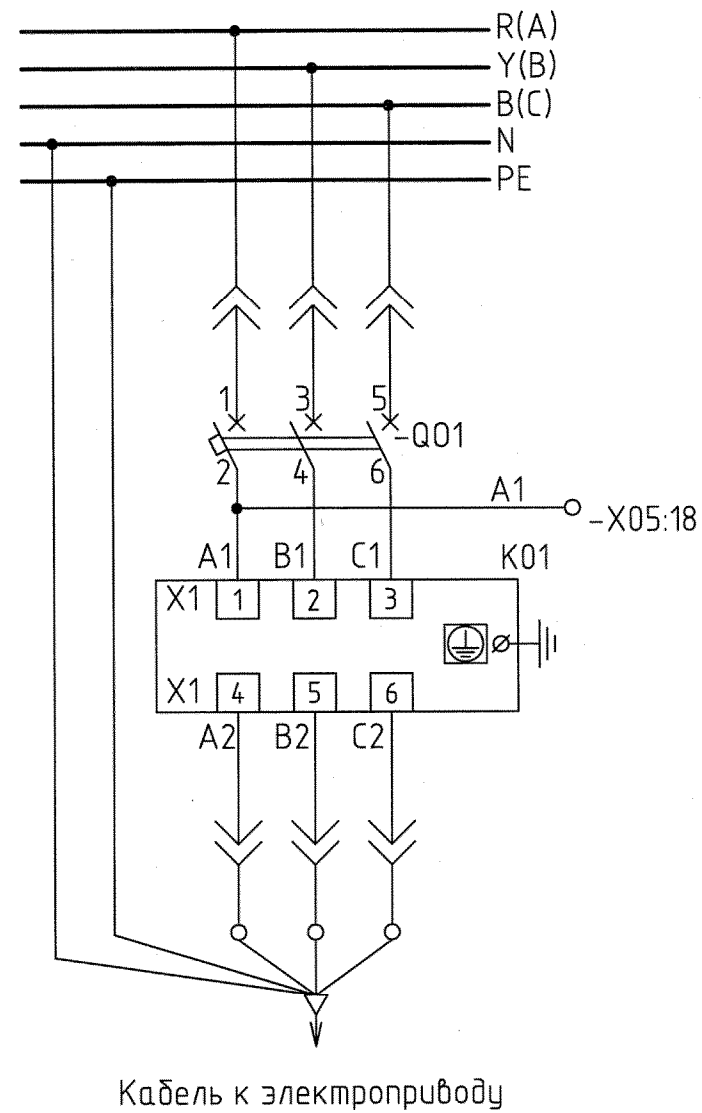 R(A)
Y(B)
B(C)
N
PE
1 3 5
-Q01
2 4 6
A1
-X05:18
A1 B1 C1 K01
X1 1 2 3
X1 4 5 6
A2 B2 C2
Кабель к электроприводу